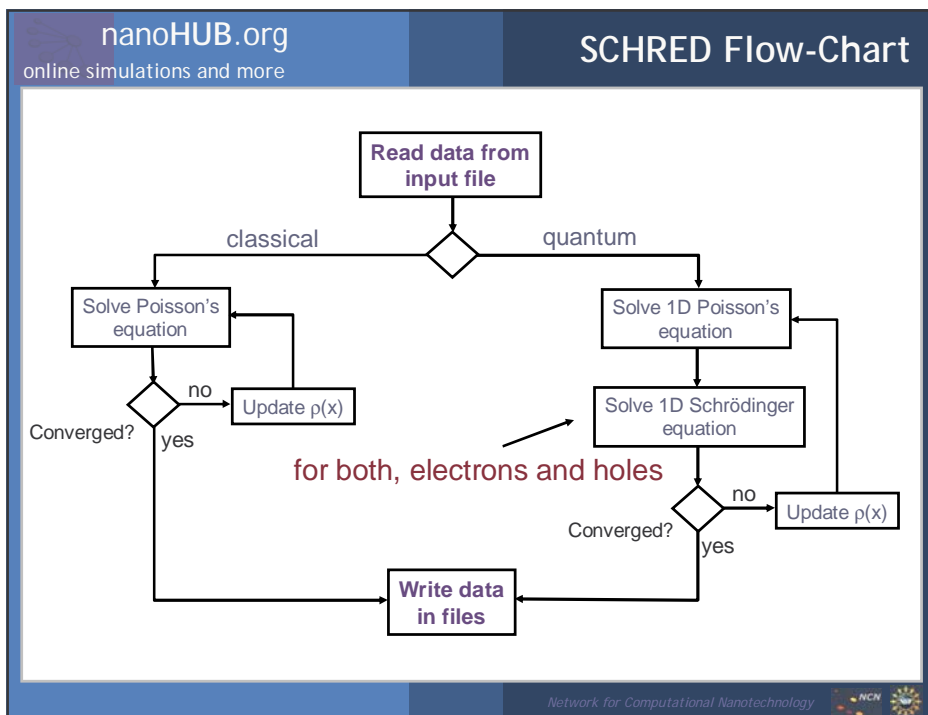 nanoHUB.org
online simulations and more
SCHRED Flow-Chart
Read data from
input file
classical
quantum
Solve Poisson's
equation
no
Update ρ(x)
Converged?
yes
Solve 1D Poisson's
equation
Solve 1D Schrödinger
equation
for both, electrons and holes
no
Update ρ(x)
Converged?
yes
Write data
in files
Network for Computational Nanotechnology
NCN